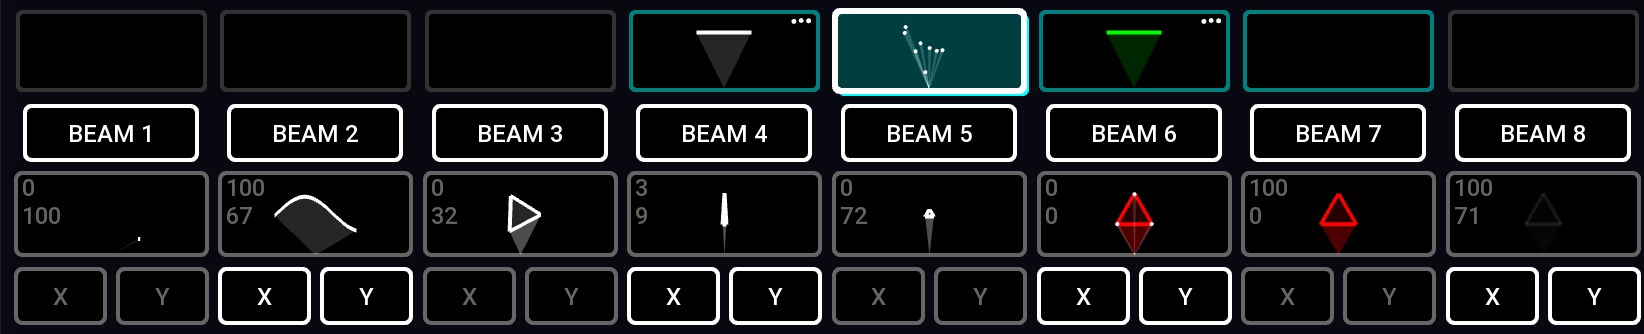 BEAM 1 BEAM 2 BEAM 3 BEAM 4 BEAM 5 BEAM 6 BEAM 7 BEAM 8
0 100 0 3 0 0 100 100
100 67 32 9 72 0 0 71
X Y X Y X Y X Y X Y X Y X Y X Y